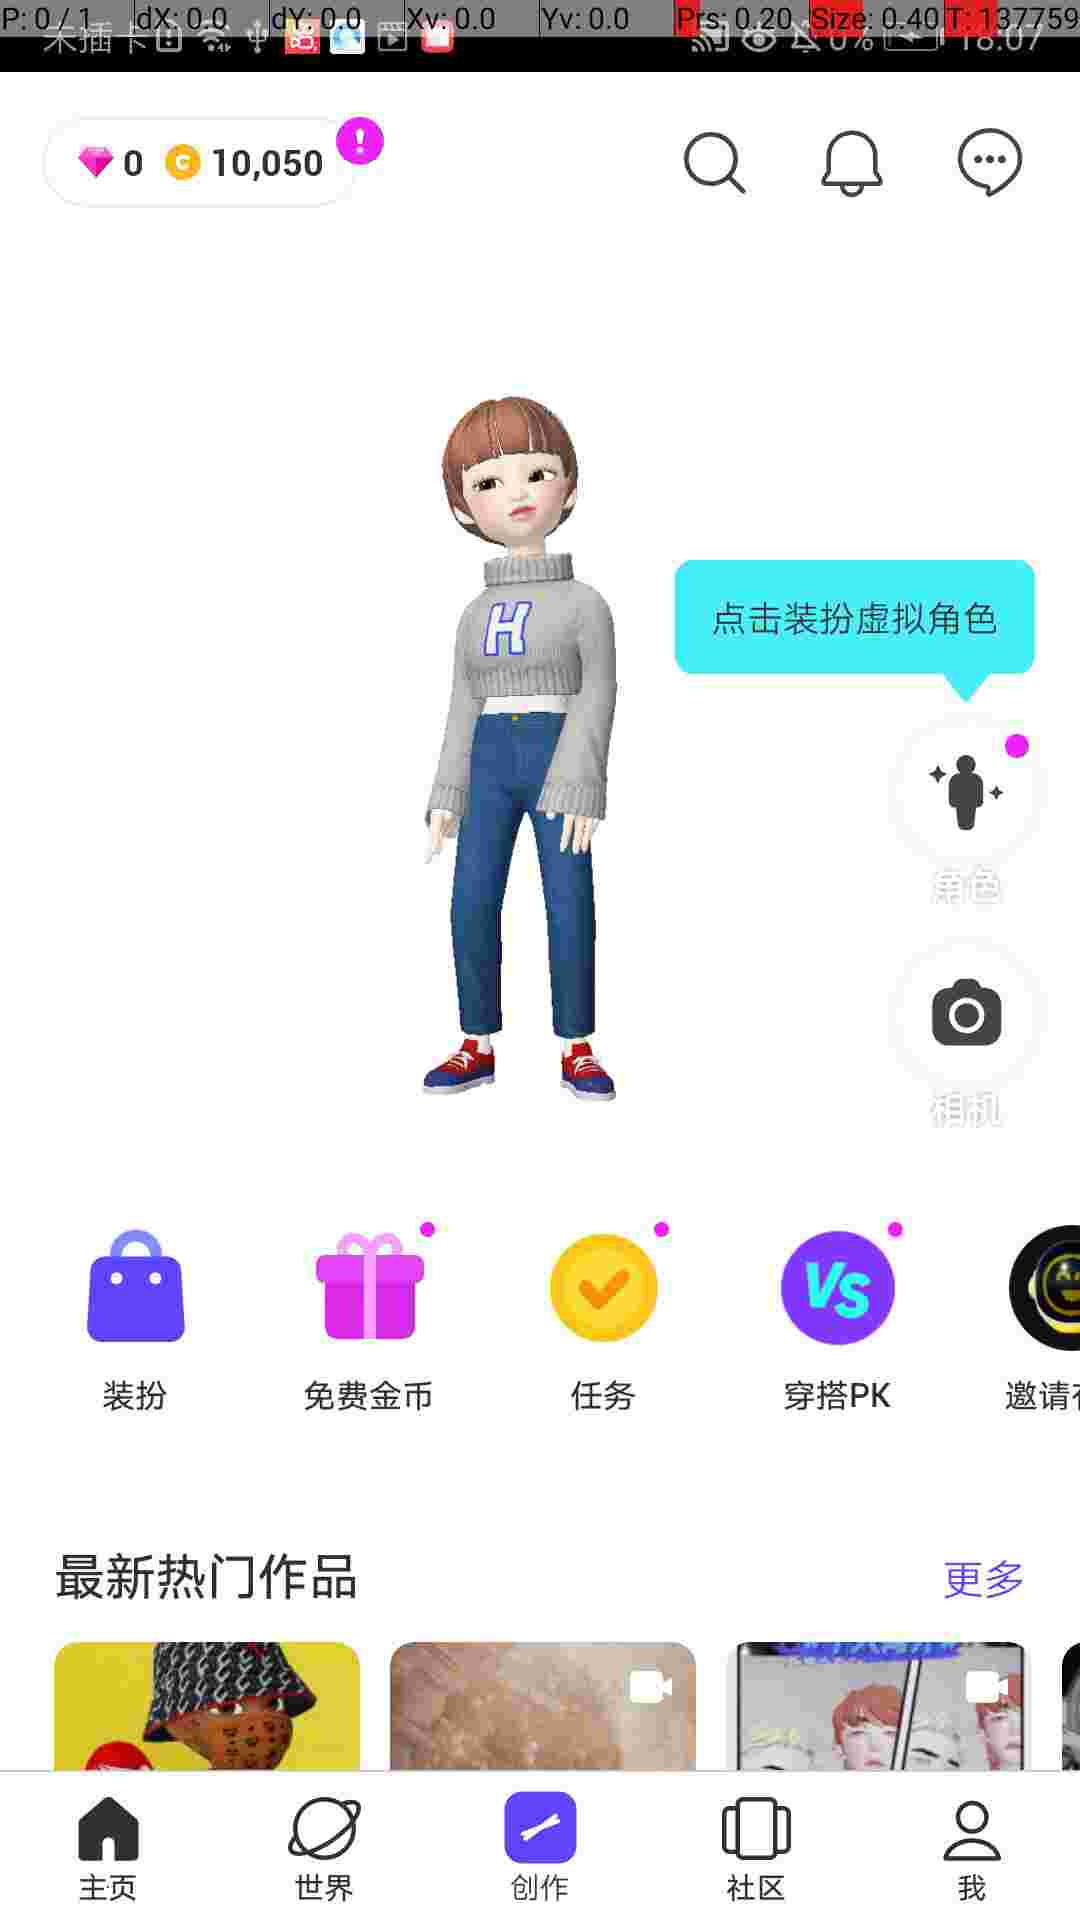 P: 0 / 1 dX: 0.0 dY: 0.0 Xv: 0.0 Yv: 0.0 Prs: 0.20 Size: 0.40 T: 137759
未插卡 0% 18:07
0 10,050
H
点击装扮虚拟角色
角色
相机
装扮 免费金币 任务 穿搭PK 邀请
VS
最新热门作品 更多
主页 世界 创作 社区 我